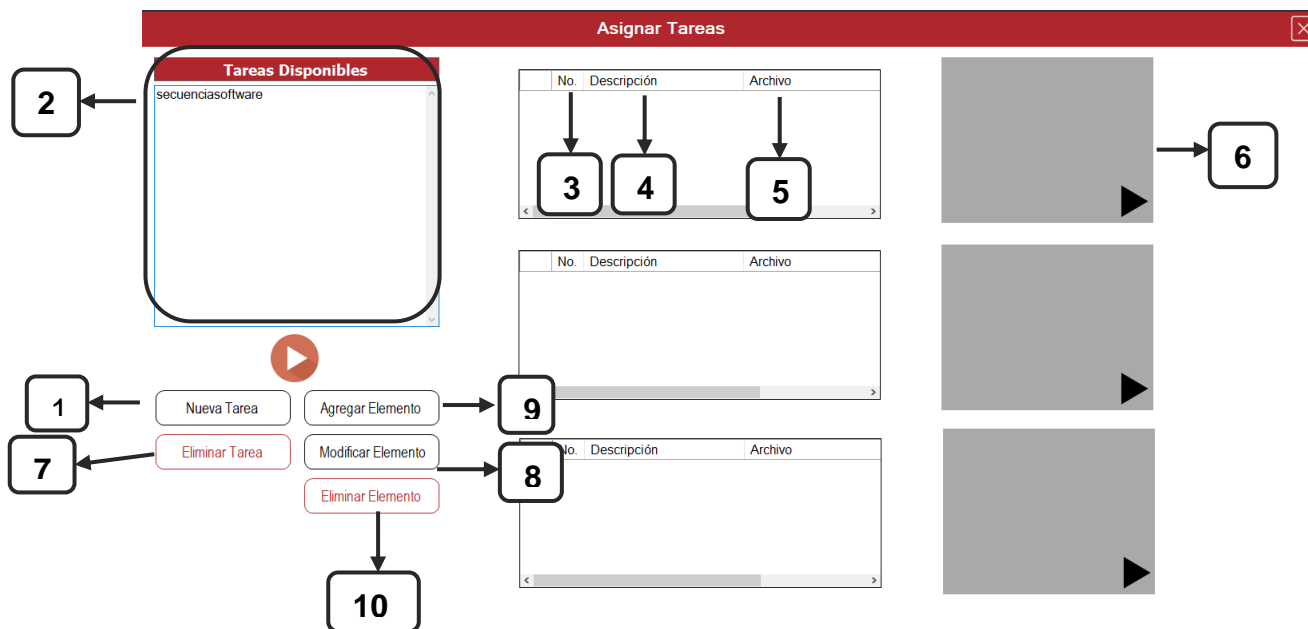 Asignar Tareas
Tareas Disponibles
secuenciasoftware
2
No. Descripción Archivo
3 4 5
6
No. Descripción Archivo
1
Nueva Tarea
Agregar Elemento
9
7
Eliminar Tarea
Modificar Elemento
8
No. Descripción Archivo
Eliminar Elemento
10